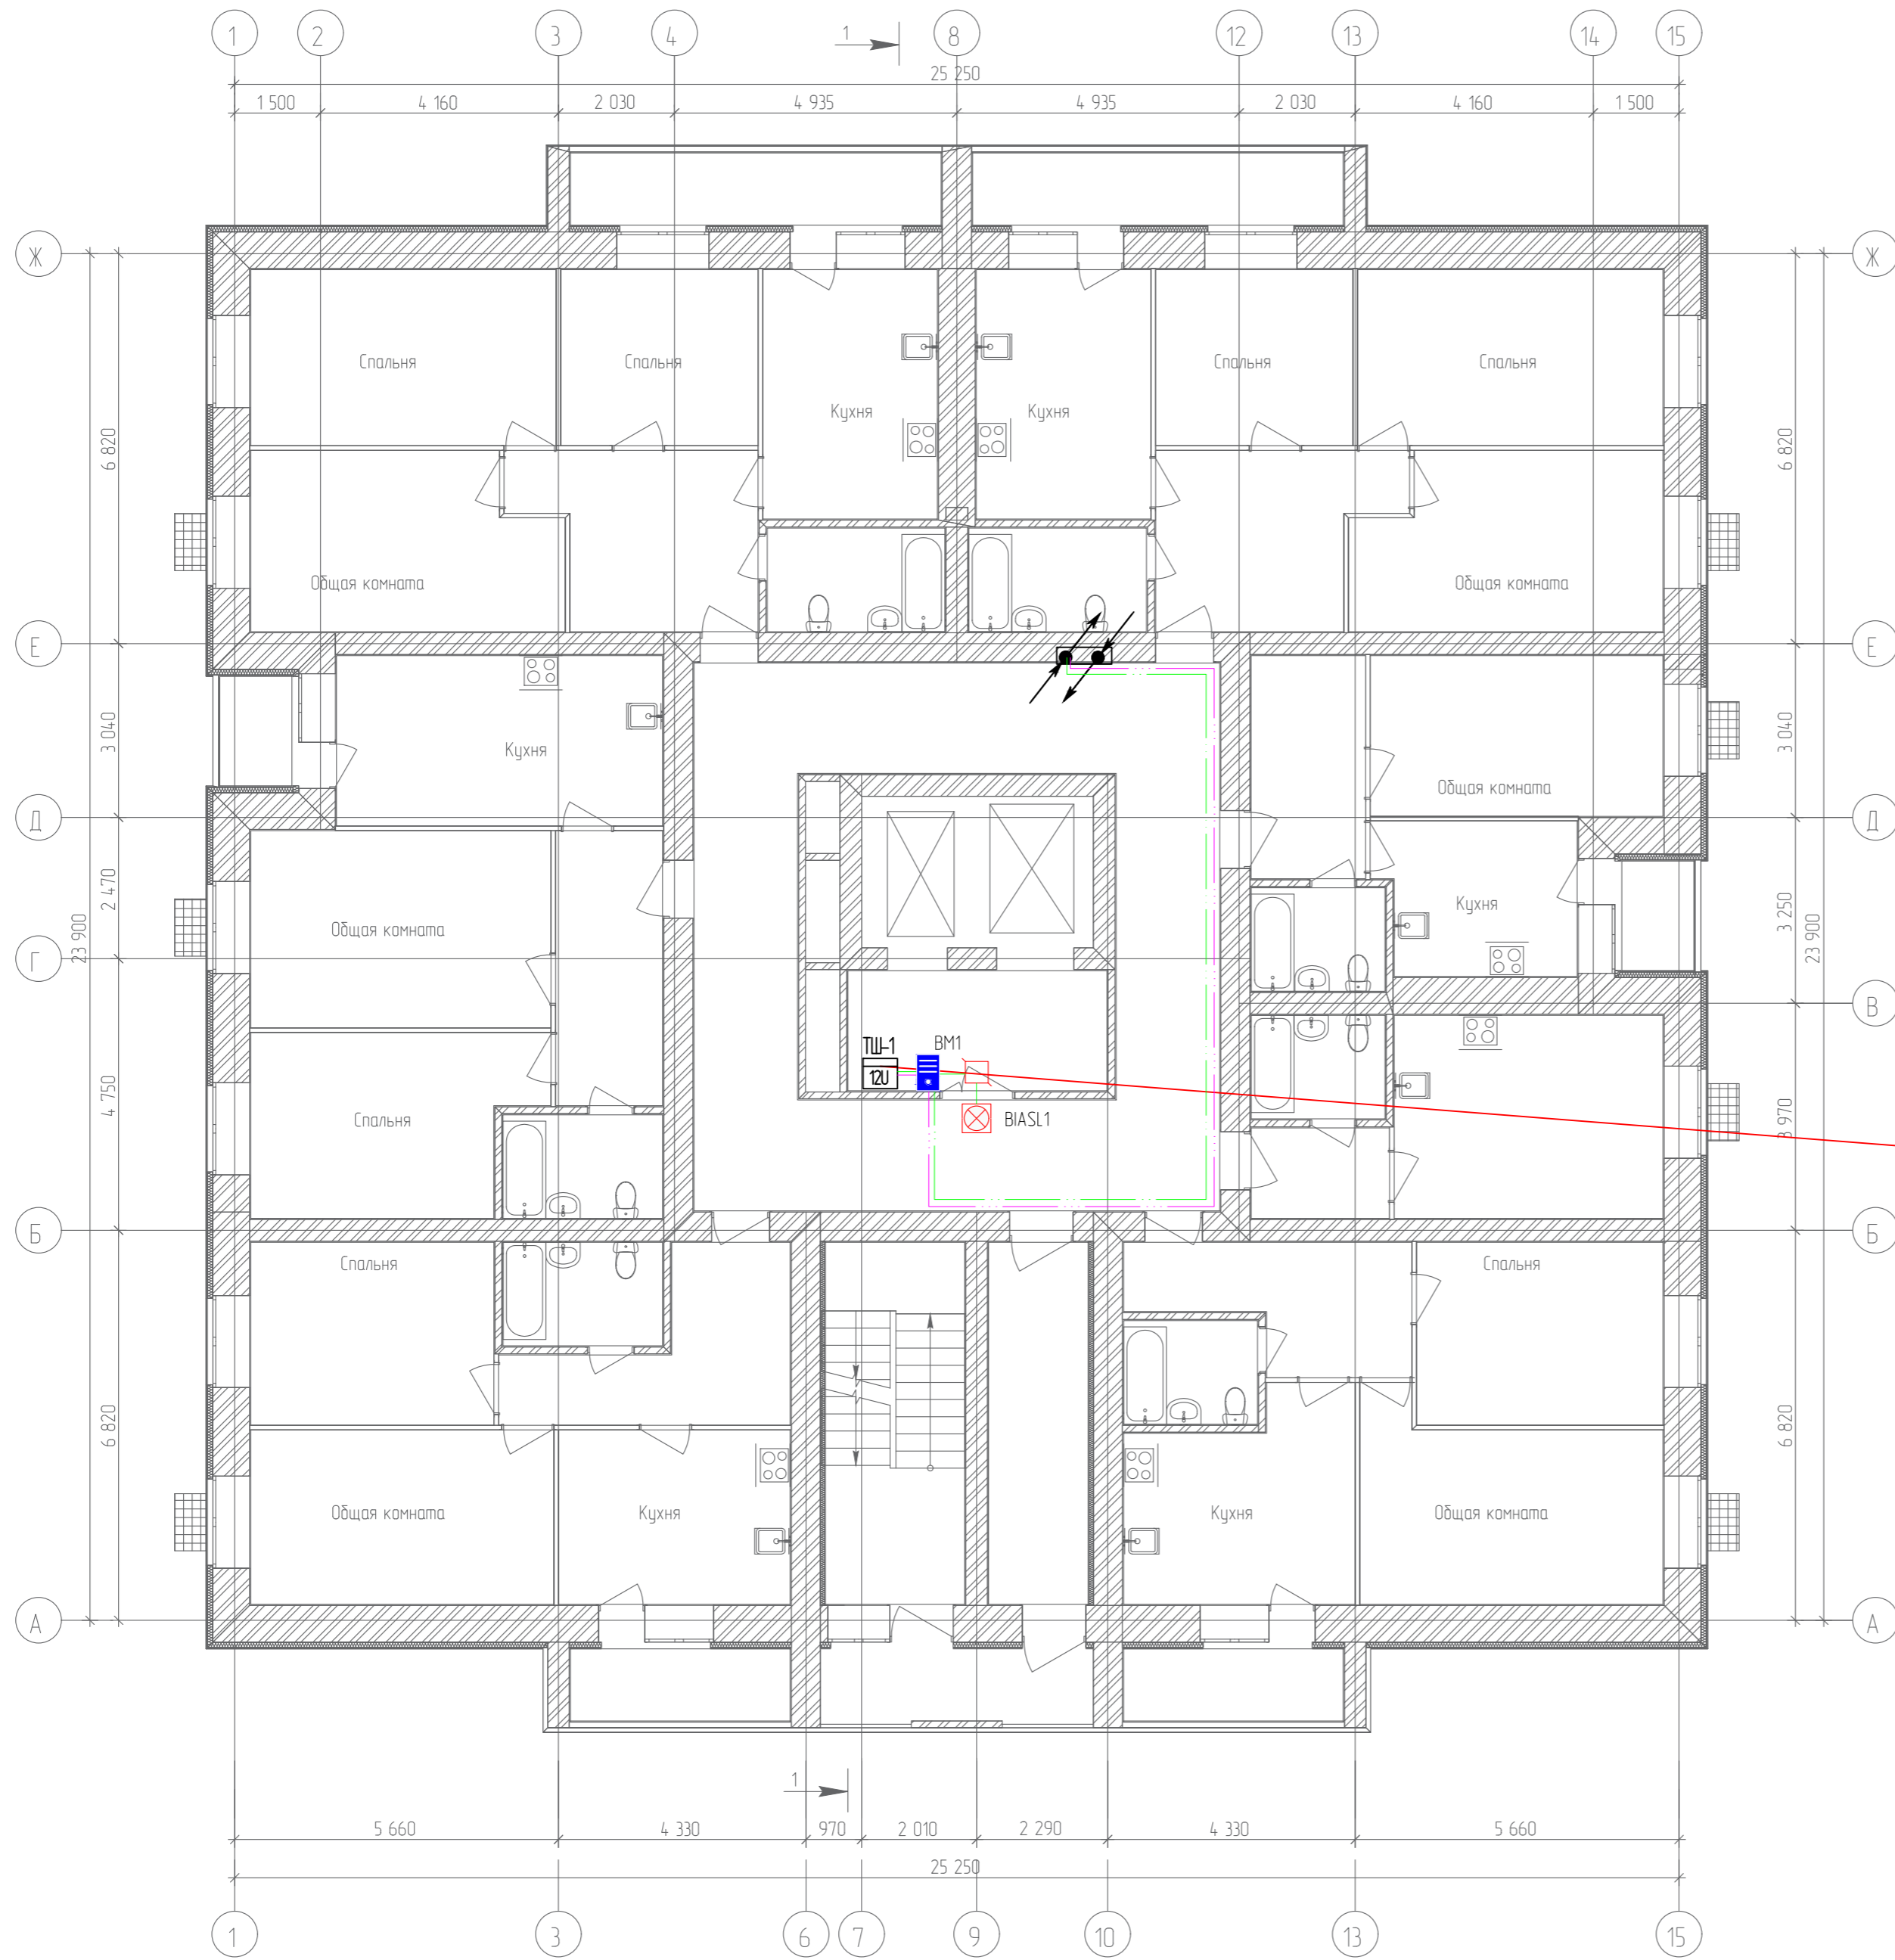 1 2 3 4 8 12 13 14 15
1
25 250
1 500 4 160 2 030 4 935 4 935 2 030 4 160 1 500
Ж Ж
Спальня Спальня Спальня Спальня
Кухня Кухня
6 820 6 820
Общая комната Общая комната
Е Е
3 040 3 040
Кухня
Общая комната
Д Д
2 470
Кухня
23 900 3 250 23 900
Общая комната
Г
В
ТШ-1 BM1
12U
4 750 3 970
Спальня BIASL1
Б Б
Спальня Спальня
6 820 6 820
Общая комната Кухня Кухня Общая комната
А А
1
5 660 4 330 970 2 010 2 290 4 330 5 660
25 250
1 3 6 7 9 10 13 15